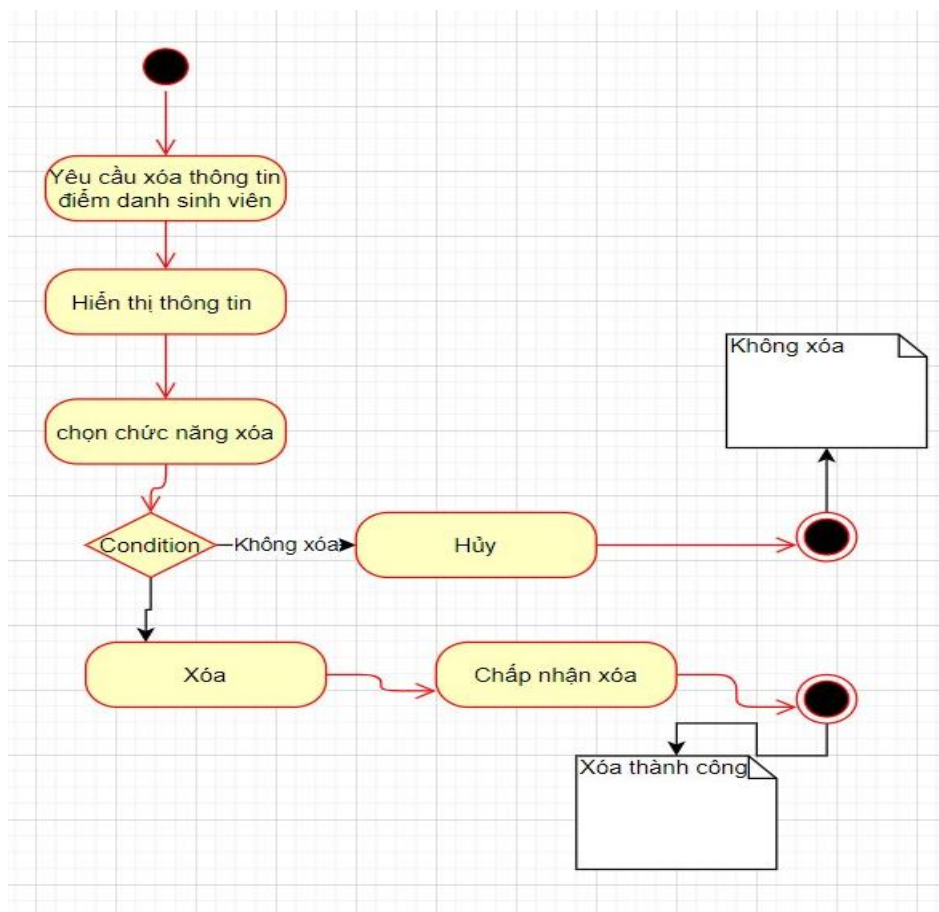 Yêu cầu xóa thông tin
điểm danh sinh viên
Hiển thị thông tin
chọn chức năng xóa
Condition
Không xóa
Hủy
Không xóa
Xóa
Chấp nhận xóa
Xóa thành công